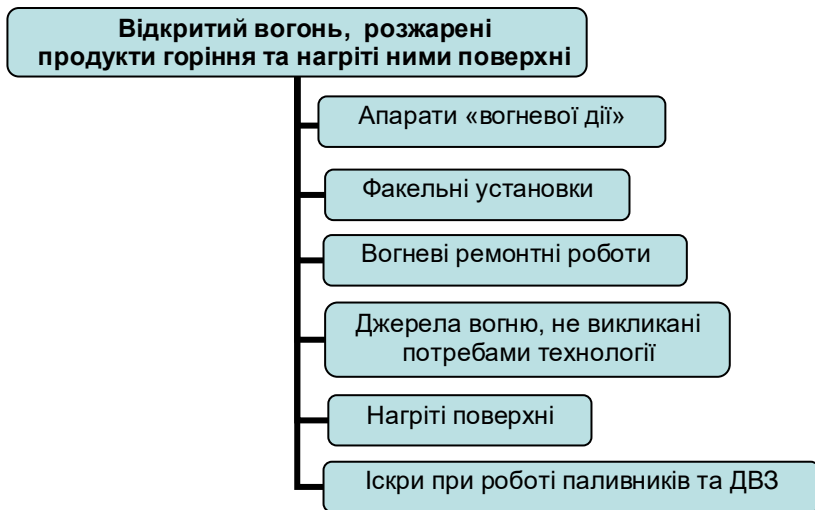 Відкритий вогонь, розжарені
продукти горіння та нагріті ними поверхні
Апарати «вогневої дії»
Факельні установки
Вогневі ремонтні роботи
Джерела вогню, не викликані
потребами технології
Нагріті поверхні
Іскри при роботі паливників та ДВЗ